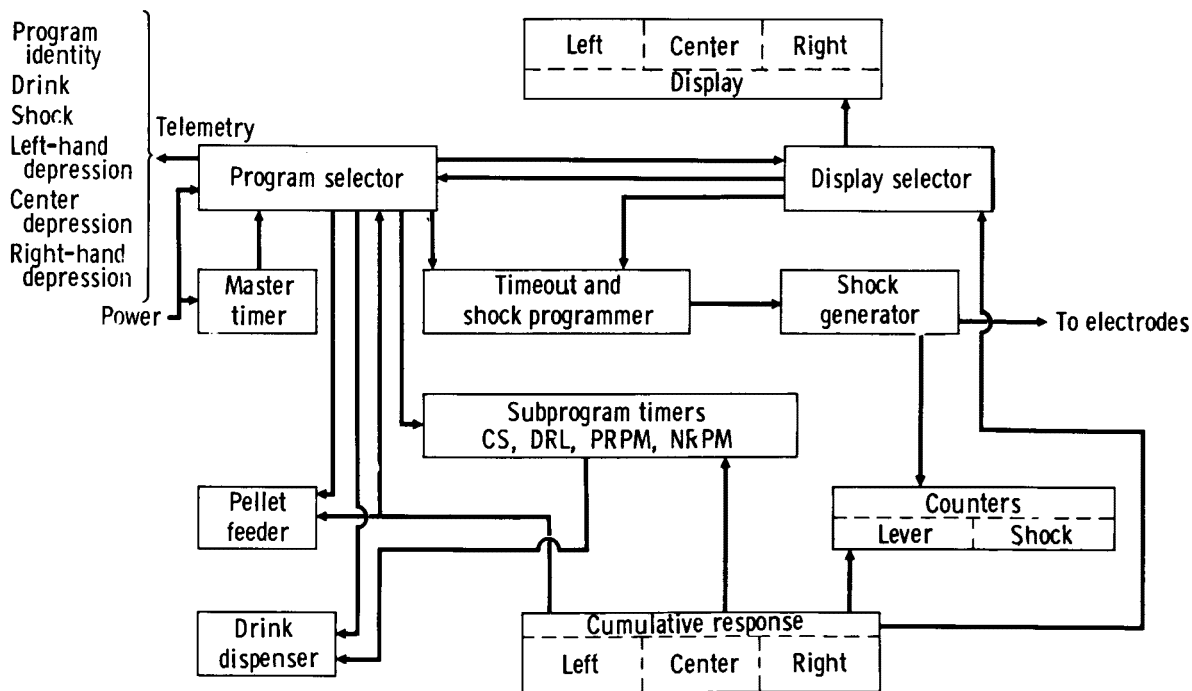 Program
identity
Drink
Shock
Left-hand
depression
Center
depression
Right-hand
depression
Telemetry
Power
Left Center Right
Display
Program selector
Display selector
Master
timer
Timeout and
shock programmer
Shock
generator
To electrodes
Subprogram timers
CS, DRL, PRPM, NRPM
Pellet
feeder
Counters
Lever Shock
Drink
dispenser
Cumulative response
Left Center Right